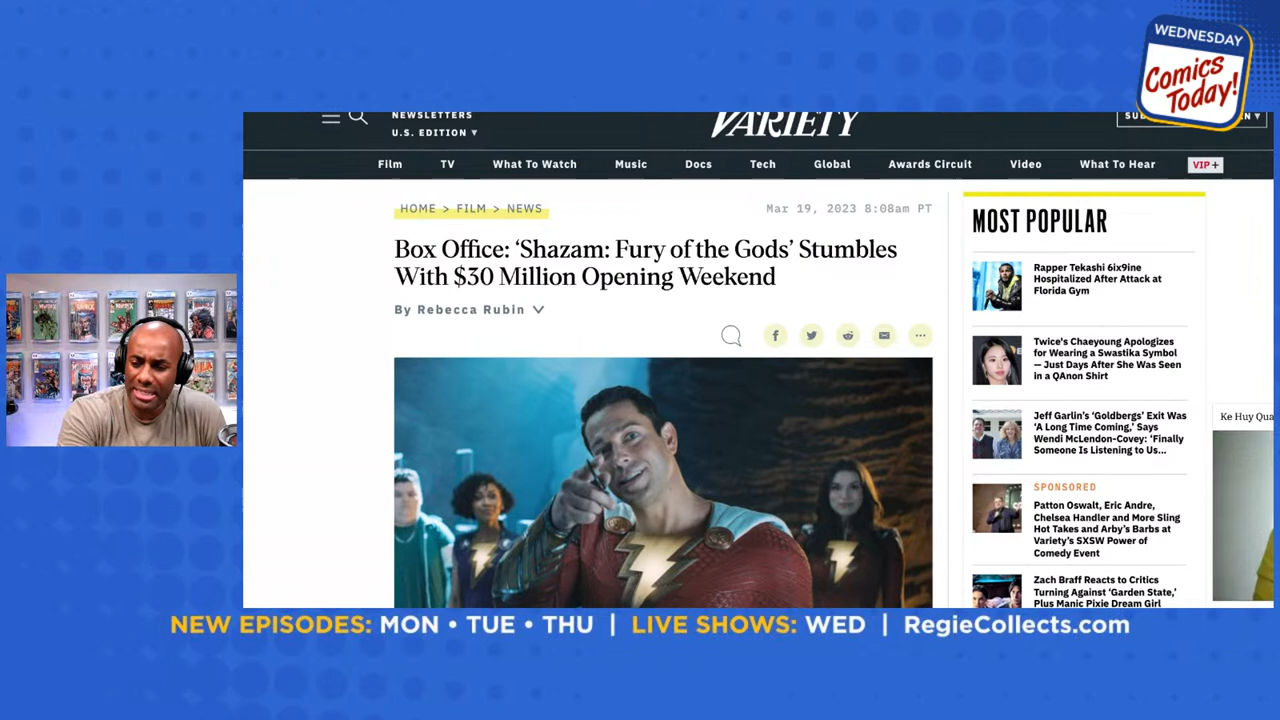 WEDNESDAY
Comics
Today!
NEWSLETTERS
U.S. EDITION ▾
VARIETY
SU
N ▾
Film TV What To Watch Music Docs Tech Global Awards Circuit Video What To Hear VIP+
HOME > FILM > NEWS
Mar 19, 2023 8:08am PT
Box Office: ‘Shazam: Fury of the Gods’ Stumbles
With $30 Million Opening Weekend
By Rebecca Rubin
MOST POPULAR
Rapper Tekashi 6ix9ine
Hospitalized After Attack at
Florida Gym
Twice's Chaeyoung Apologizes
for Wearing a Swastika Symbol
— Just Days After She Was Seen
in a QAnon Shirt
Jeff Garlin's ‘Goldbergs’ Exit Was
‘A Long Time Coming,’ Says
Wendi McLendon-Covey: ‘Finally
Someone Is Listening to Us...
SPONSORED
Patton Oswalt, Eric Andre,
Chelsea Handler and More Sling
Hot Takes and Arby's Barbs at
Variety's SXSW Power of
Comedy Event
Zach Braff Reacts to Critics
Turning Against ‘Garden State,’
Plus Manic Pixie Dream Girl
Ke Huy Qua
NEW EPISODES: MON • TUE • THU | LIVE SHOWS: WED | RegieCollects.com